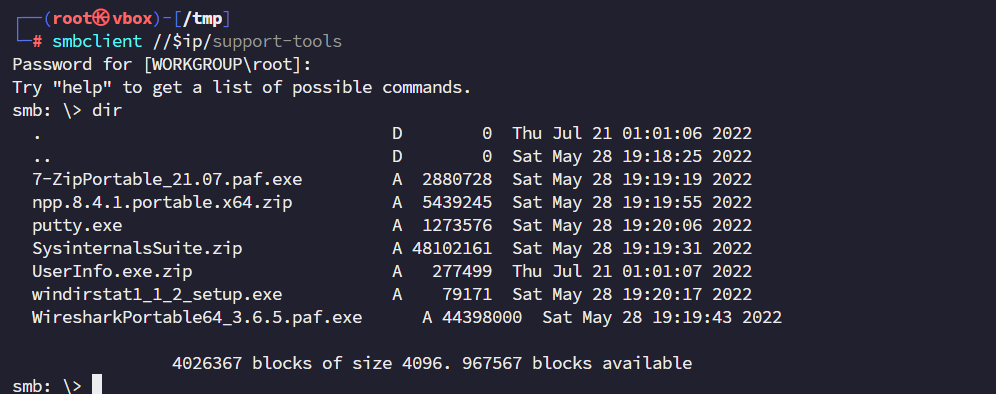 ┌──(root㉿vbox)-[/tmp]
└─# smbclient //$ip/support-tools
Password for [WORKGROUP\root]:
Try "help" to get a list of possible commands.
smb: \> dir
  .                                   D        0  Thu Jul 21 01:01:06 2022
  ..                                  D        0  Sat May 28 19:18:25 2022
  7-ZipPortable_21.07.paf.exe         A  2880728  Sat May 28 19:19:19 2022
  npp.8.4.1.portable.x64.zip          A  5439245  Sat May 28 19:19:55 2022
  putty.exe                           A  1273576  Sat May 28 19:20:06 2022
  SysinternalsSuite.zip               A 48102161  Sat May 28 19:19:31 2022
  UserInfo.exe.zip                    A   277499  Thu Jul 21 01:01:07 2022
  windirstat1_1_2_setup.exe           A    79171  Sat May 28 19:20:17 2022
  WiresharkPortable64_3.6.5.paf.exe      A 44398000  Sat May 28 19:19:43 2022
                4026367 blocks of size 4096. 967567 blocks available
smb: \>